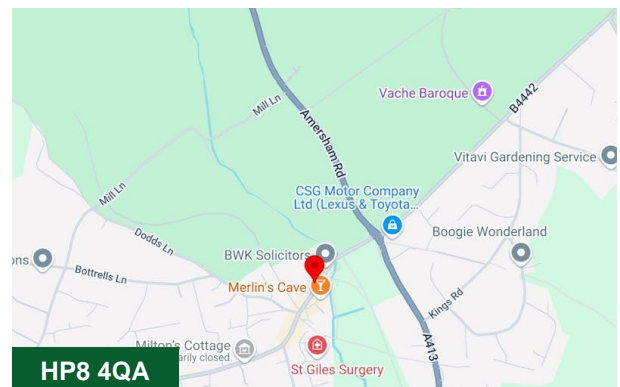 Vache Baroque
B4442
Mill Ln
Amersham Rd
Vitavi Gardening Service
CSG Motor Company
Ltd (Lexus & Toyota...
Mill Ln
Dodds Ln
BWK Solicitors
Boogie Wonderland
ons
Bottrells Ln
Merlin's Cave
Kings Rd
A413
Milton's Cottage
arily closed
St Giles Surgery
HP8 4QA